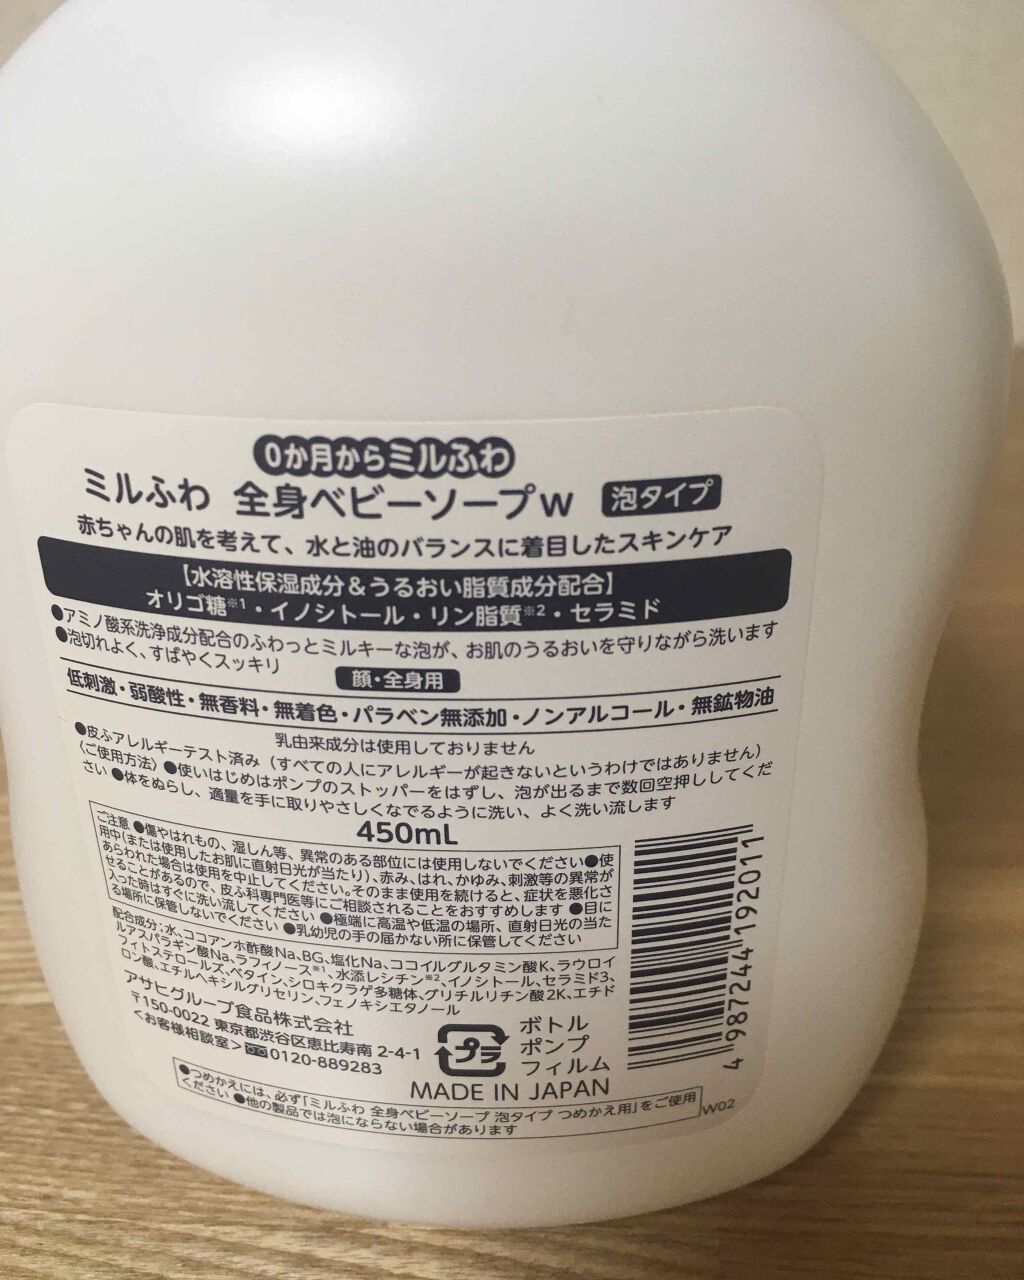 0か月からミルふわ
ミルふわ 全身ベビーソープw 泡タイプ
赤ちゃんの肌を考えて、水と油のバランスに着目したスキンケア
【水溶性保湿成分&うるおい脂質成分配合】
オリゴ糖※1・イノシトール・リン脂質※2・セラミド
●アミノ酸系洗浄成分配合のふわっとミルキーな泡が、お肌のうるおいを守りながら洗います
●泡切れよく、すばやくスッキリ
顔・全身用
低刺激・弱酸性・無香料・無着色・パラベン無添加・ノンアルコール・無鉱物油
乳由来成分は使用しておりません
●皮ふアレルギーテスト済み(すべての人にアレルギーが起きないというわけではありません)
〈ご使用方法〉●使いはじめはポンプのストッパーをはずし、泡が出るまで数回空押ししてくだ
さい ●体をぬらし、適量を手に取りやさしくなでるように洗い、よく洗い流します
450mL
ご注意 ●傷やはれもの、湿しん等、異常のある部位には使用しないでください●使
用中(または使用したお肌に直射日光が当たり)、赤み、はれ、かゆみ、刺激等の異常が
あらわれた場合は使用を中止してください。そのまま使用を続けると、症状を悪化さ
せることがあるので、皮ふ科専門医等にご相談されることをおすすめします ●目に
入った時はすぐに洗い流してください ●極端に高温や低温の場所、直射日光の当た
る場所に保管しないでください ●乳幼児の手の届かない所に保管してください
配合成分:水、ココアンホ酢酸Na、BG、塩化Na、ココイルグルタミン酸K、ラウロイ
ルアスパラギン酸Na、ラフィノース※1、水添レシチン※2、イノシトール、セラミド3、
フィトステロールズ、ベタイン、シロキクラゲ多糖体、グリチルリチン酸2K、エチド
ロン酸、エチルヘキシルグリセリン、フェノキシエタノール
アサヒグループ食品株式会社
〒150-0022 東京都渋谷区恵比寿南 2-4-1
<お客様相談室>0120-889283
プラ
ボトル
ポンプ
フィルム
MADE IN JAPAN
4 987244 192011
●つめかえには、必ず「ミルふわ 全身ベビーソープ 泡タイプ つめかえ用」をご使用
ください ●他の製品では泡にならない場合があります
W02